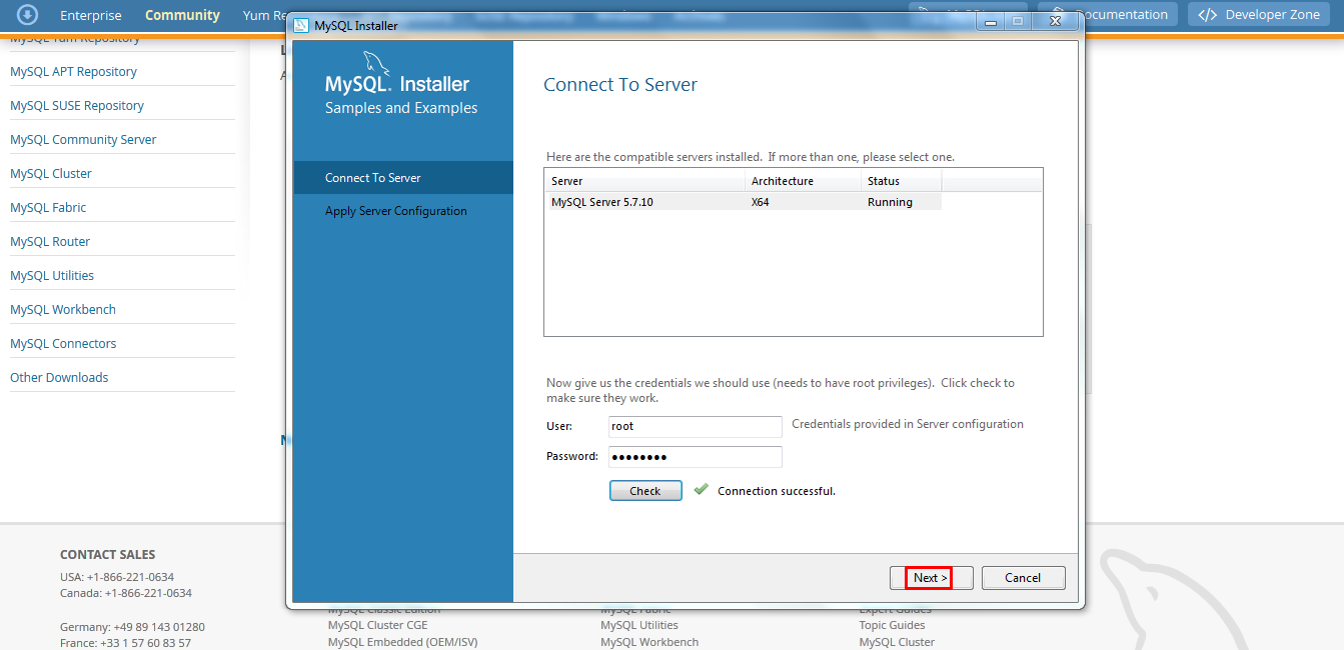 Enterprise
Community
MySQL Installer
Documentation
Developer Zone
MySQL Yum Repository
MySQL APT Repository
MySQL SUSE Repository
MySQL Community Server
MySQL Cluster
MySQL Fabric
MySQL Router
MySQL Utilities
MySQL Workbench
MySQL Connectors
Other Downloads
MySQL. Installer
Samples and Examples
Connect To Server
Apply Server Configuration
Connect To Server
Here are the compatible servers installed. If more than one, please select one.
Server Architecture Status
MySQL Server 5.7.10 X64 Running
Now give us the credentials we should use (needs to have root privileges). Click check to
make sure they work.
User: root Credentials provided in Server configuration
Password: ••••••••
Check Connection successful.
Next > Cancel
CONTACT SALES
USA: +1-866-221-0634
Canada: +1-866-221-0634
Germany: +49 89 143 01280
France: +33 1 57 60 83 57
MySQL Classic Edition
MySQL Cluster CGE
MySQL Embedded (OEM/ISV)
MySQL Fabric
MySQL Utilities
MySQL Workbench
Expert Guides
Topic Guides
MySQL Cluster